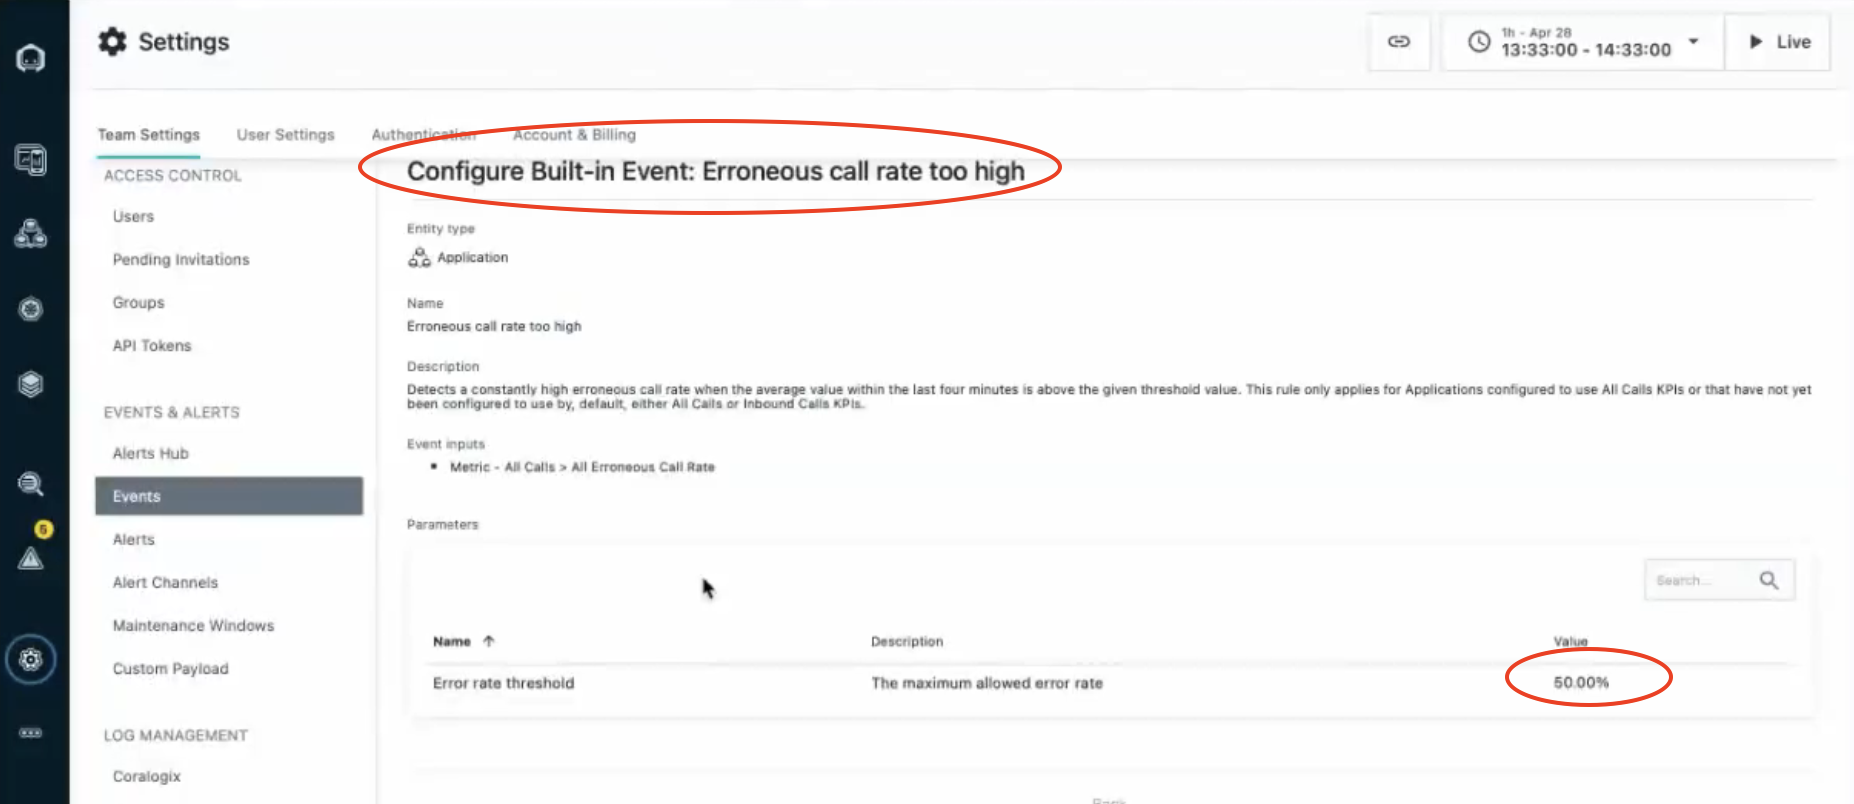 Settings
1h - Apr 28
13:33:00 - 14:33:00
Live
Team Settings
User Settings
Authentication
Account & Billing
ACCESS CONTROL
Users
Pending Invitations
Groups
API Tokens
EVENTS & ALERTS
Alerts Hub
Events
5
Alerts
Alert Channels
Maintenance Windows
Custom Payload
LOG MANAGEMENT
Coralogix
Configure Built-in Event: Erroneous call rate too high
Entity type
Application
Name
Erroneous call rate too high
Description
Detects a constantly high erroneous call rate when the average value within the last four minutes is above the given threshold value. This rule only applies for Applications configured to use All Calls KPIs or that have not yet
been configured to use by, default, either All Calls or Inbound Calls KPIs.
Event inputs
Metric - All Calls > All Erroneous Call Rate
Parameters
Search...
Name
Description
Value
Error rate threshold
The maximum allowed error rate
50.00%